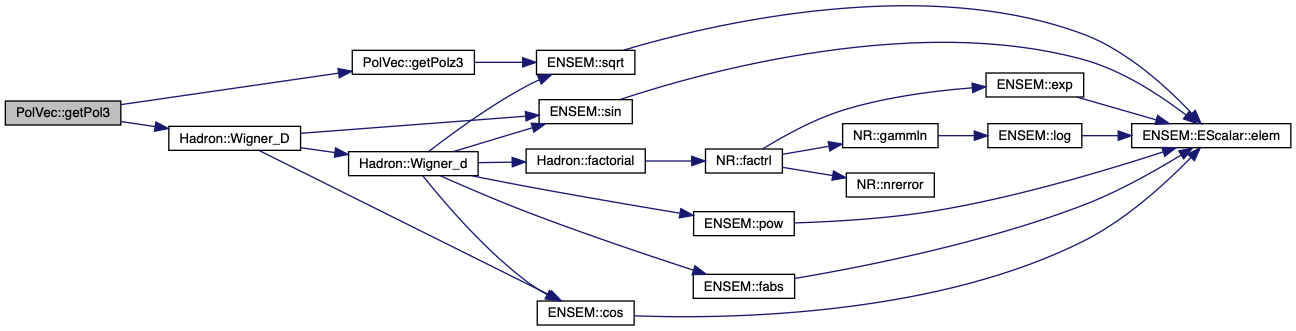 PolVec::getPol3
PolVec::getPolz3
Hadron::Wigner_D
ENSEM::sqrt
ENSEM::sin
Hadron::Wigner_d
Hadron::factorial
ENSEM::cos
NR::factrl
ENSEM::pow
ENSEM::fabs
ENSEM::exp
NR::gammln
NR::nrerror
ENSEM::log
ENSEM::EScalar::elem